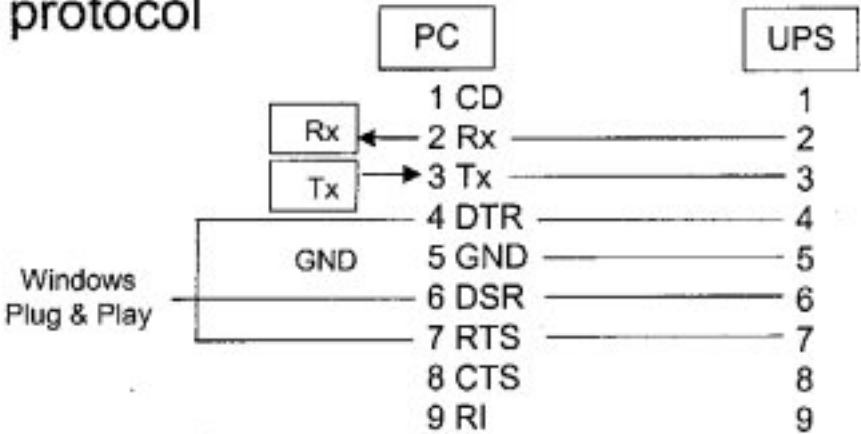 protocol
PC UPS
1 CD 1
Rx 2 Rx 2
Tx 3 Tx 3
4 DTR 4
GND 5 GND 5
Windows
Plug & Play
6 DSR 6
7 RTS 7
8 CTS 8
9 RI 9